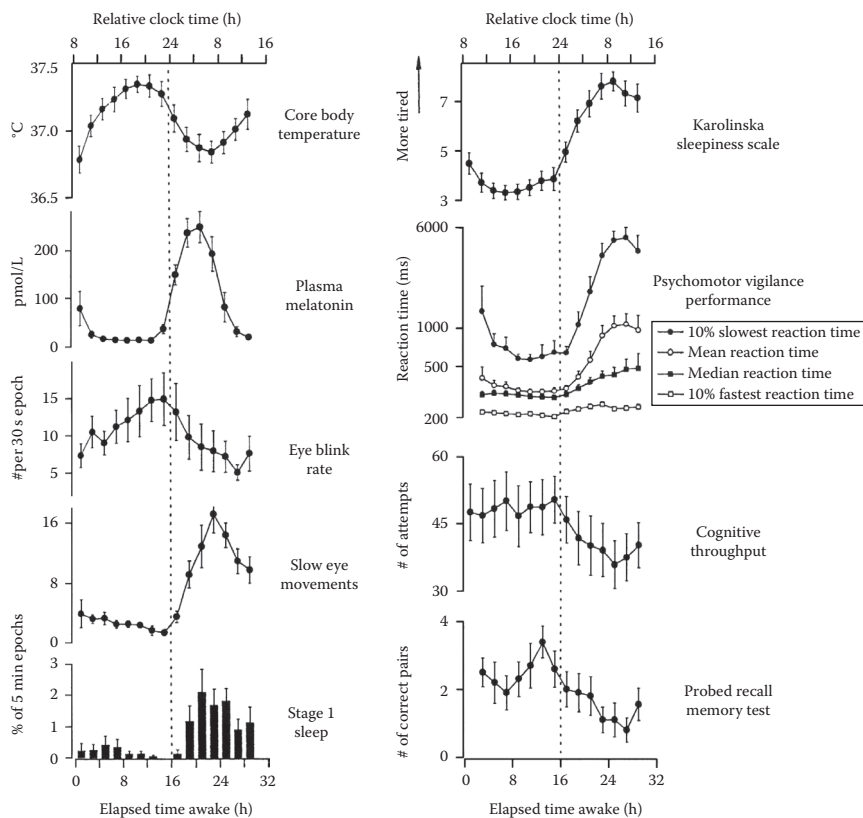 Relative clock time (h)
8 16 24 8 16
37.5
37.0
36.5
°C
Core body
temperature
200
100
0
pmol/L
Plasma
melatonin
15
10
5
#per 30 s epoch
Eye blink
rate
16
8
0
Slow eye
movements
3
2
1
0
% of 5 min epochs
Stage 1
sleep
0 8 16 24 32
Elapsed time awake (h)
Relative clock time (h)
8 16 24 8 16
More tired
7
5
3
Karolinska
sleepiness scale
6000
1000
500
200
Reaction time (ms)
Psychomotor vigilance
performance
10% slowest reaction time
Mean reaction time
Median reaction time
10% fastest reaction time
60
45
30
# of attempts
Cognitive
throughput
4
2
0
# of correct pairs
Probed recall
memory test
0 8 16 24 32
Elapsed time awake (h)